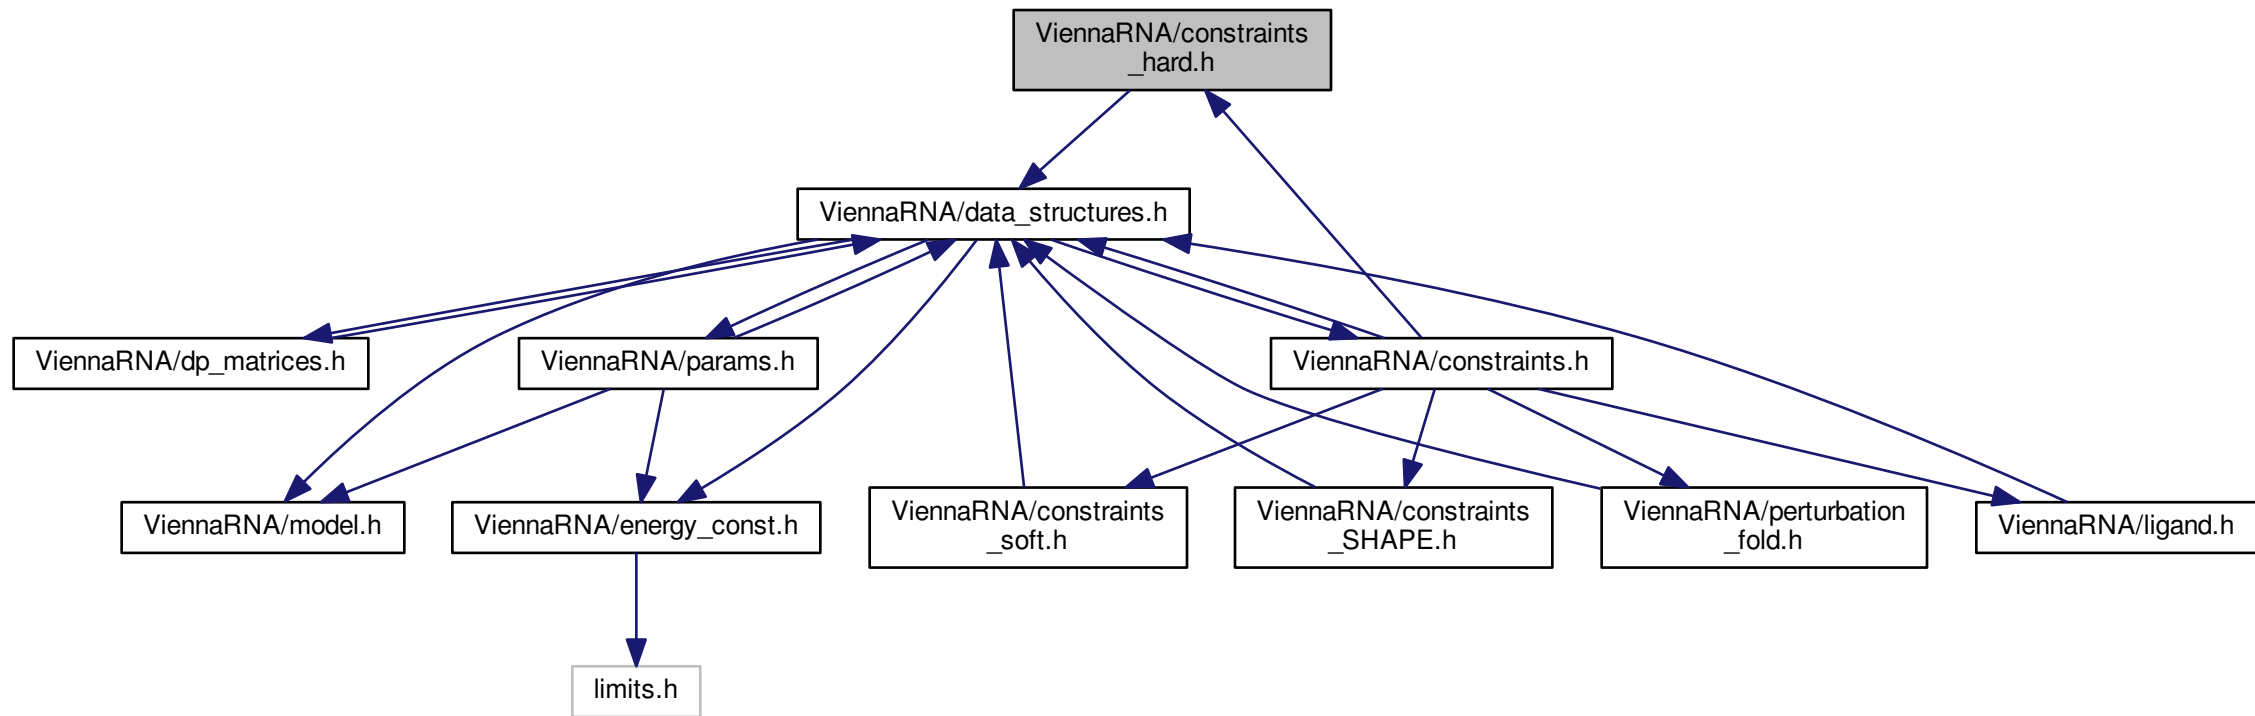 ViennaRNA/constraints
_hard.h
ViennaRNA/data_structures.h
ViennaRNA/dp_matrices.h
ViennaRNA/params.h
ViennaRNA/constraints.h
ViennaRNA/model.h
ViennaRNA/energy_const.h
ViennaRNA/constraints
_soft.h
ViennaRNA/constraints
_SHAPE.h
ViennaRNA/perturbation
_fold.h
ViennaRNA/ligand.h
limits.h